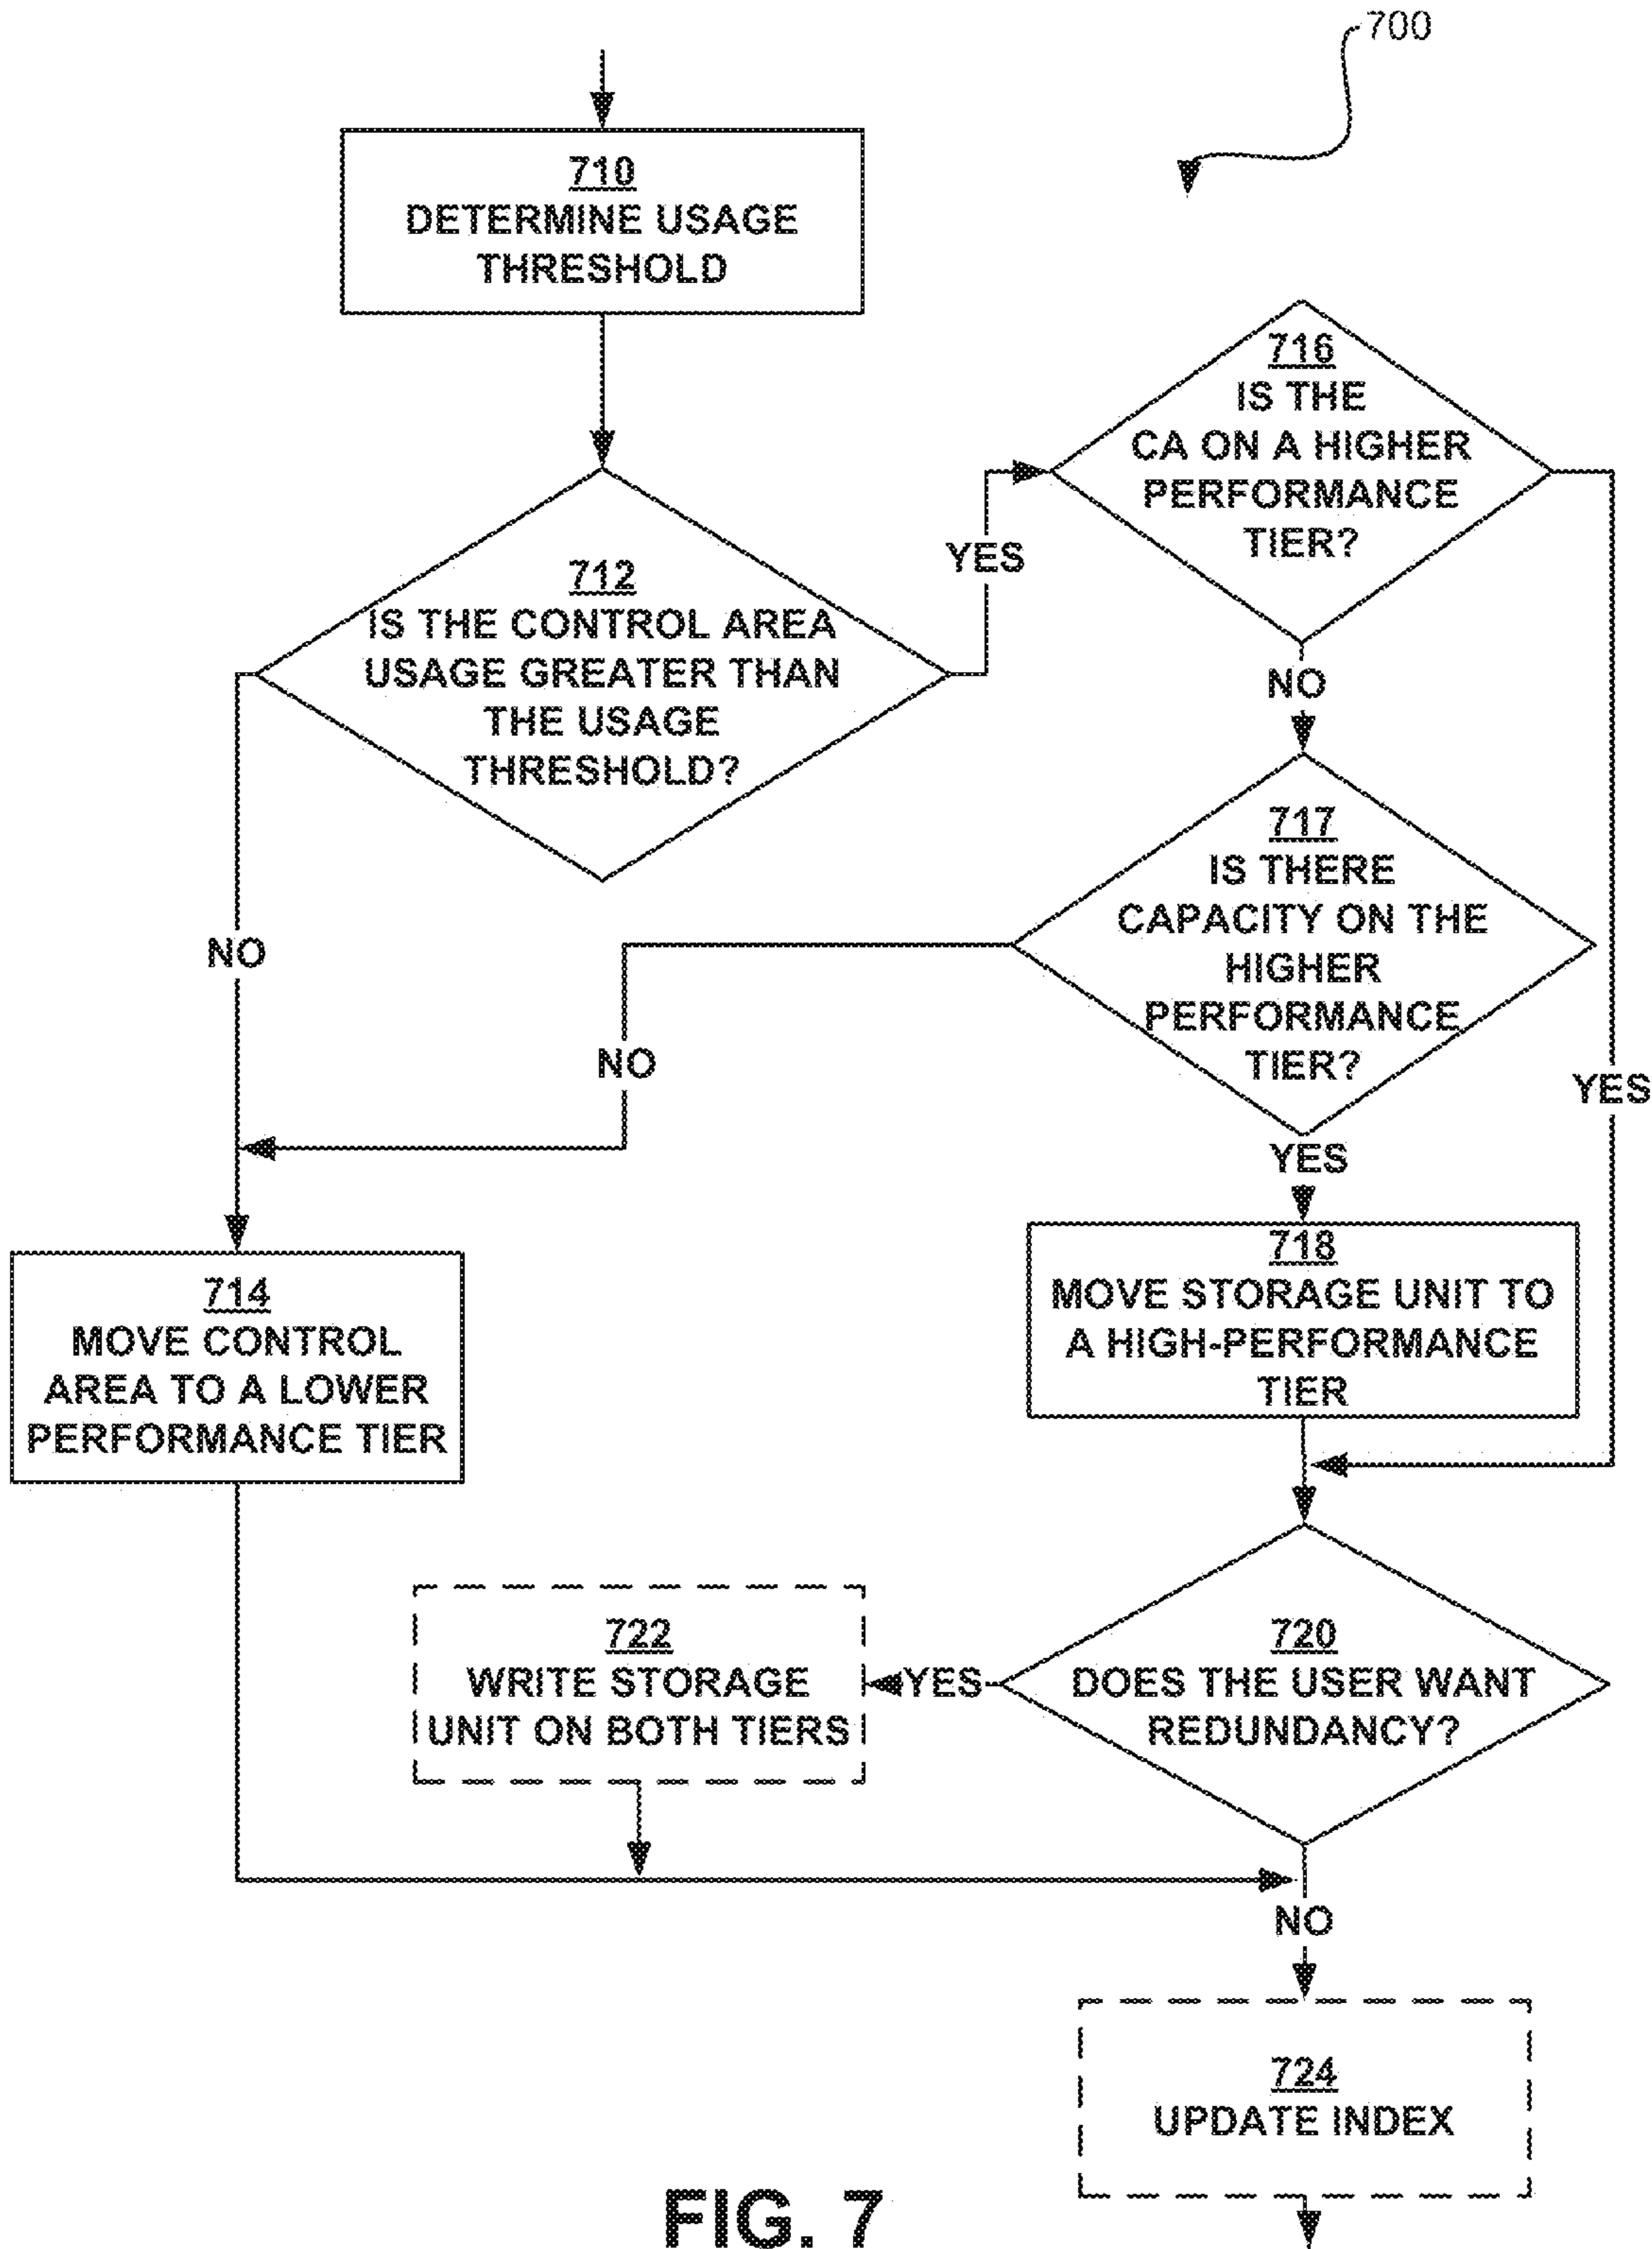 700
710
DETERMINE USAGE
THRESHOLD
716
IS THE
CA ON A HIGHER
PERFORMANCE
TIER?
YES
712
IS THE CONTROL AREA
USAGE GREATER THAN
THE USAGE
THRESHOLD?
NO
717
IS THERE
CAPACITY ON THE
HIGHER
PERFORMANCE
TIER?
NO
NO
YES
YES
718
MOVE STORAGE UNIT TO
A HIGH-PERFORMANCE
TIER
714
MOVE CONTROL
AREA TO A LOWER
PERFORMANCE TIER
722
WRITE STORAGE
UNIT ON BOTH TIERS
YES
720
DOES THE USER WANT
REDUNDANCY?
NO
724
UPDATE INDEX
FIG. 7